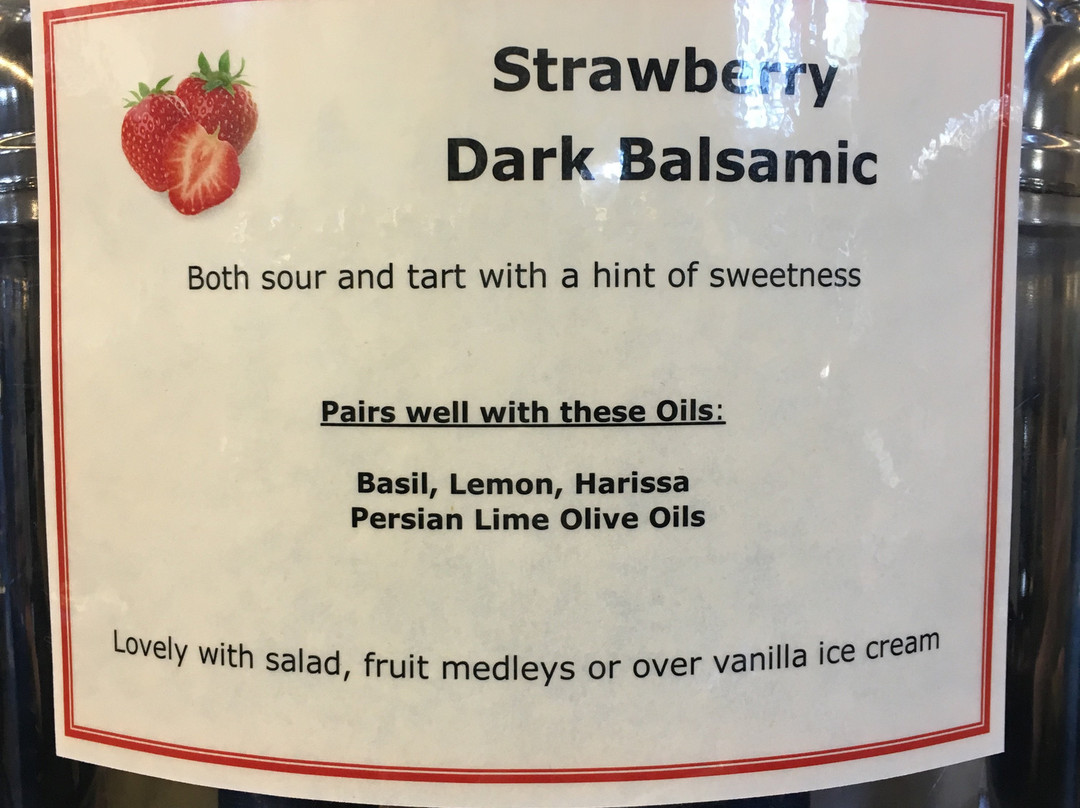 Strawberry
Dark Balsamic
Both sour and tart with a hint of sweetness
Pairs well with these Oils:
Basil, Lemon, Harissa
Persian Lime Olive Oils
Lovely with salad, fruit medleys or over vanilla ice cream